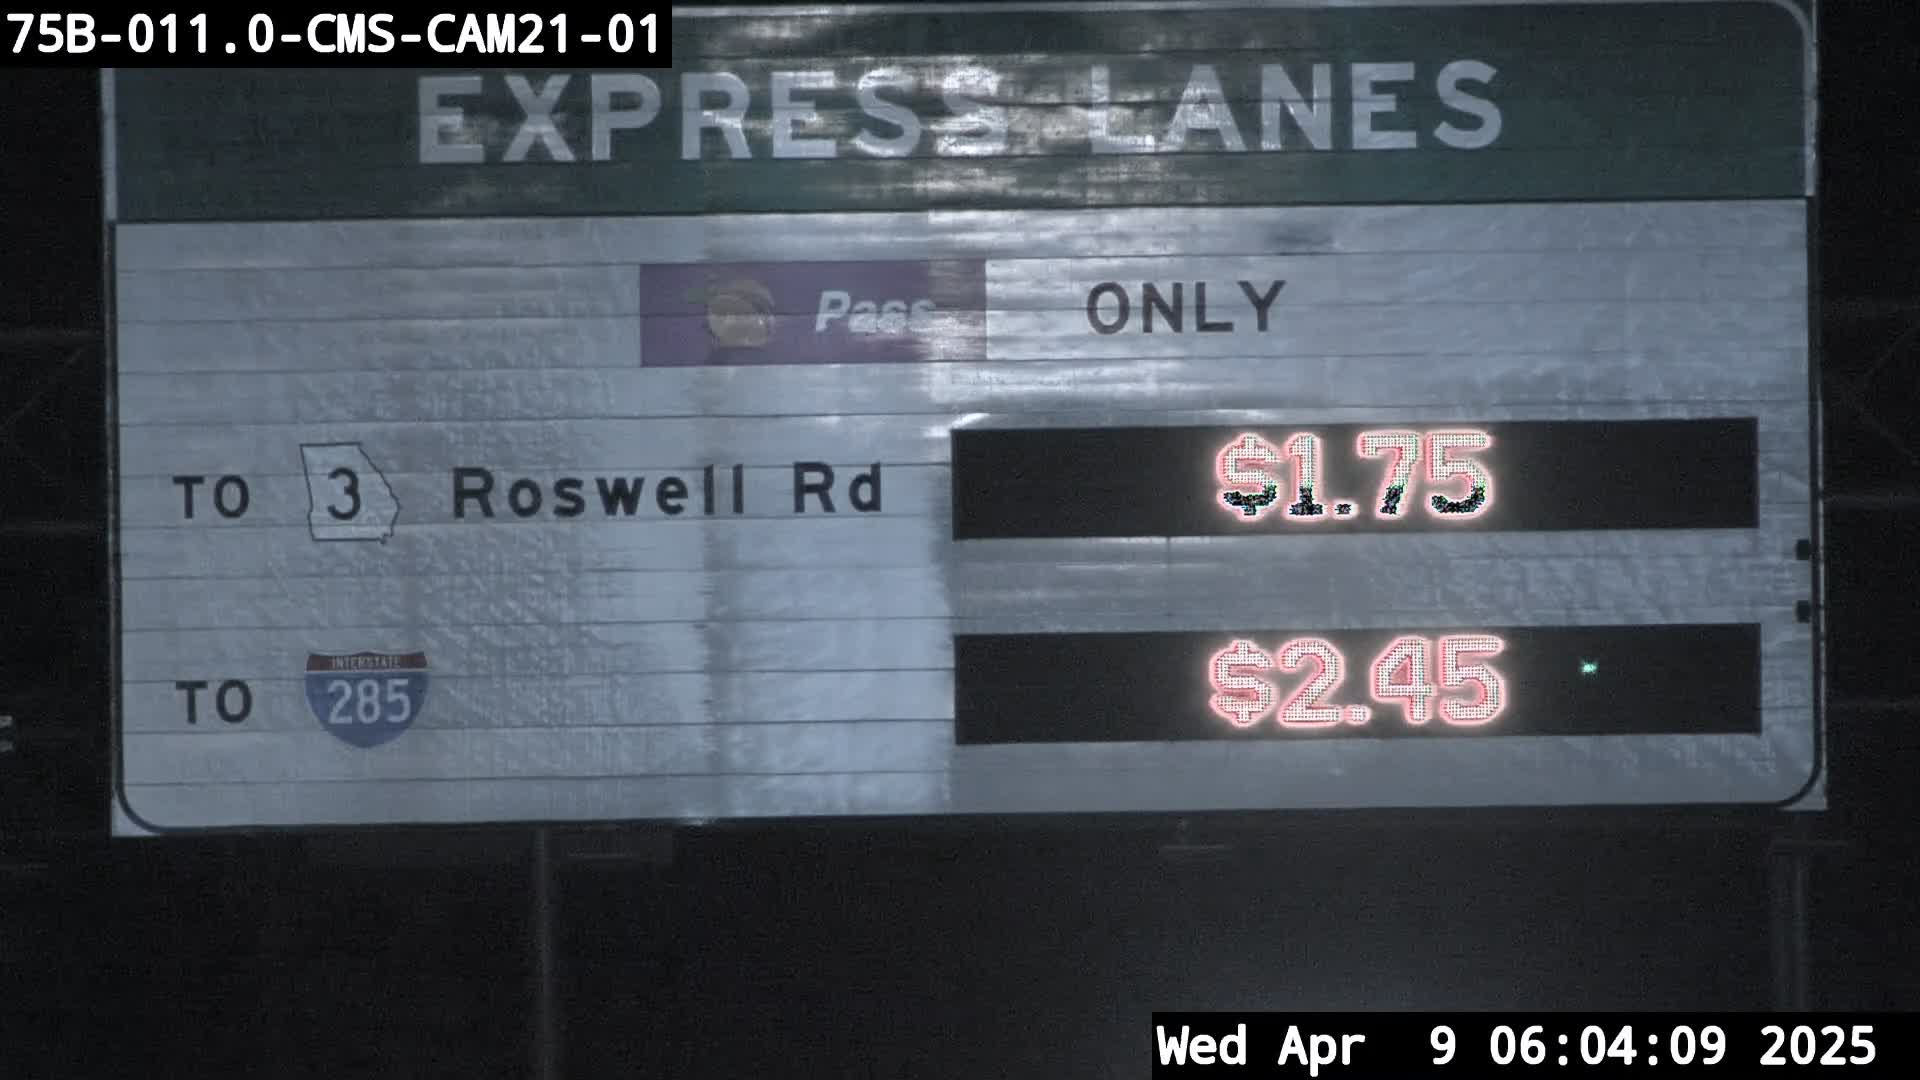 75B-011.0-CMS-CAM21-01
EXPRESS LANES
Pass ONLY
TO 3 Roswell Rd $1.75
INTERSTATE
TO 285 $2.45
Wed Apr 9 06:04:09 2025